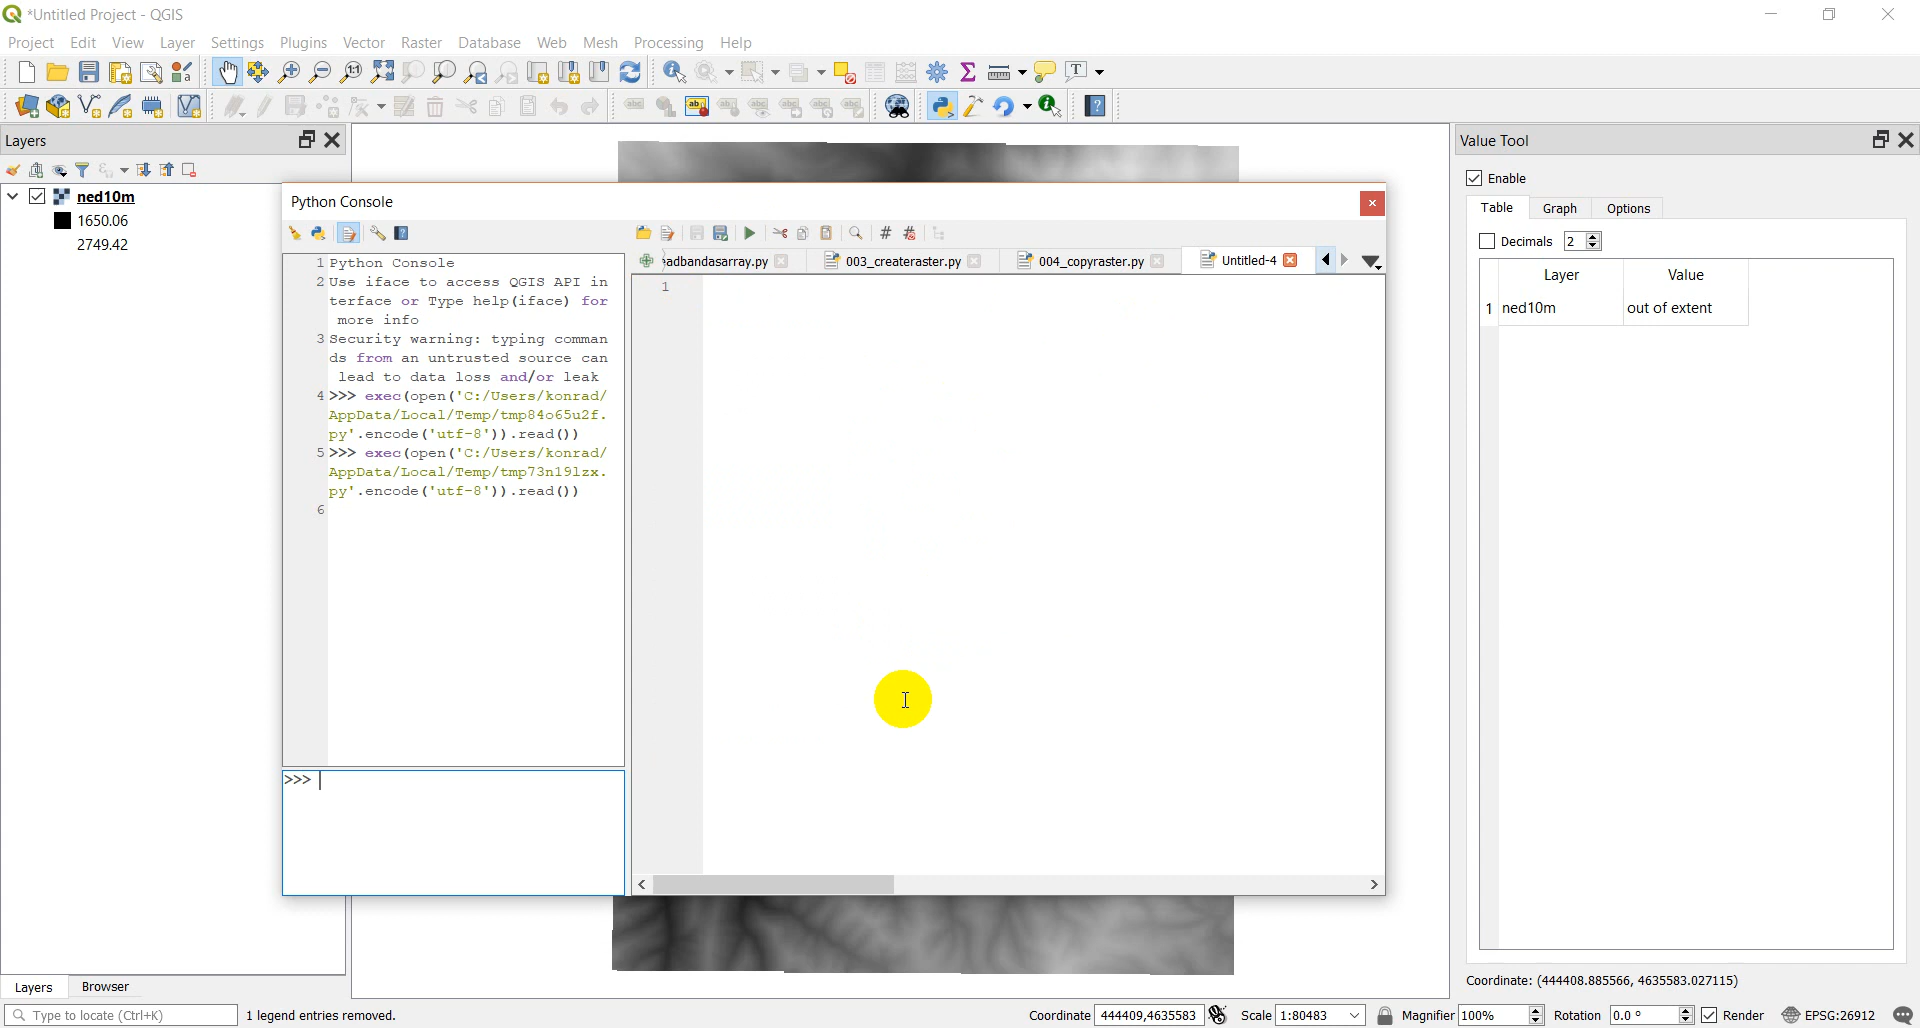 *Untitled Project - QGIS
Project Edit View Layer Settings Plugins Vector Raster Database Web Mesh Processing Help
Layers
ned10m
1650.06
2749.42
Python Console
1 Python Console
2 Use iface to access QGIS API in
terface or Type help(iface) for
more info
3 Security warning: typing comman
ds from an untrusted source can
lead to data loss and/or leak
4 >>> exec(open('C:/Users/konrad/
AppData/Local/Temp/tmp84o65u2f.
py'.encode('utf-8')).read())
5 >>> exec(open('C:/Users/konrad/
AppData/Local/Temp/tmp73n19lzx.
py'.encode('utf-8')).read())
6
>>>
eadbandasarray.py 003_createraster.py 004_copyraster.py Untitled-4
1
Value Tool
Enable
Table Graph Options
Decimals 2
Layer Value
1 ned10m out of extent
Coordinate: (444408.885566, 4635583.027115)
Layers Browser
Type to locate (Ctrl+K) 1 legend entries removed. Coordinate 444409,4635583 Scale 1:80483 Magnifier 100% Rotation 0.0 ° Render EPSG:26912